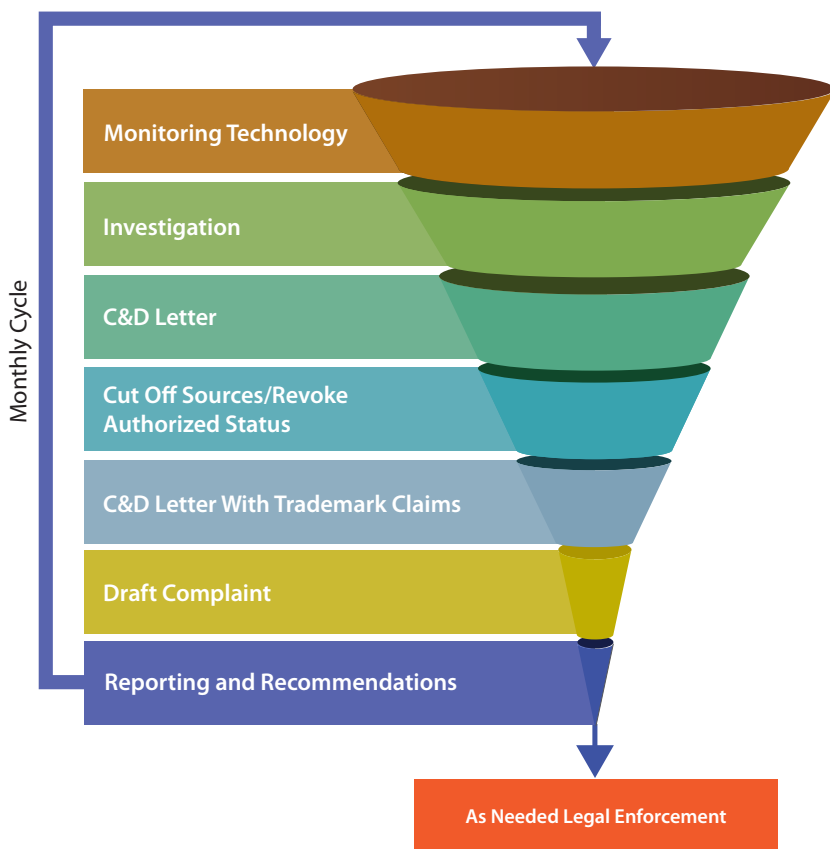 Monthly Cycle
Monitoring Technology
Investigation
C&D Letter
Cut Off Sources/Revoke
Authorized Status
C&D Letter With Trademark Claims
Draft Complaint
Reporting and Recommendations
As Needed Legal Enforcement